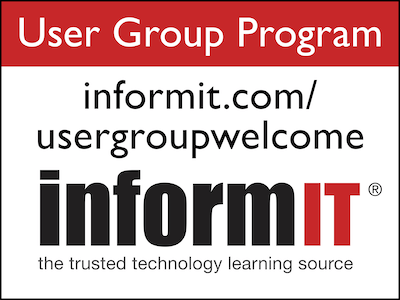 User Group Program
informit.com/
usergroupwelcome
informIT®
the trusted technology learning source